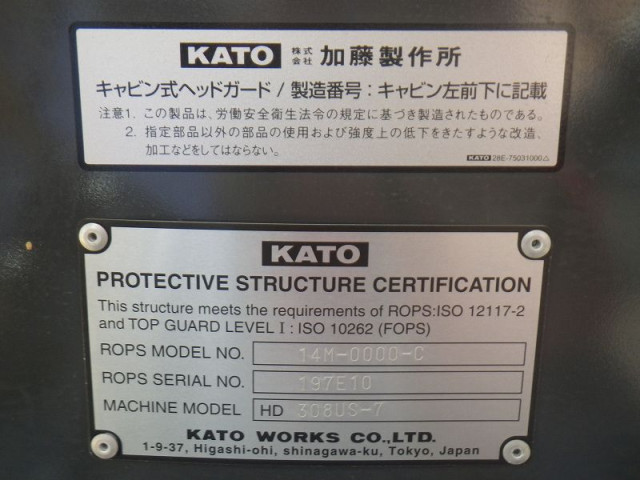 KATO 株式会社 加藤製作所
キャビン式ヘッドガード / 製造番号：キャビン左前下に記載
注意1. この製品は、労働安全衛生法令の規定に基づき製造されたものである。
2. 指定部品以外の部品の使用および強度上の低下をきたすような改造、
加工などをしてはならない。
KATO 28E-75031000△
KATO
PROTECTIVE STRUCTURE CERTIFICATION
This structure meets the requirements of ROPS:ISO 12117-2
and TOP GUARD LEVEL I : ISO 10262 (FOPS)
ROPS MODEL NO. 14M-0000-C
ROPS SERIAL NO. 197E10
MACHINE MODEL HD 308US-7
KATO WORKS CO.,LTD.
1-9-37, Higashi-ohi, shinagawa-ku, Tokyo, Japan